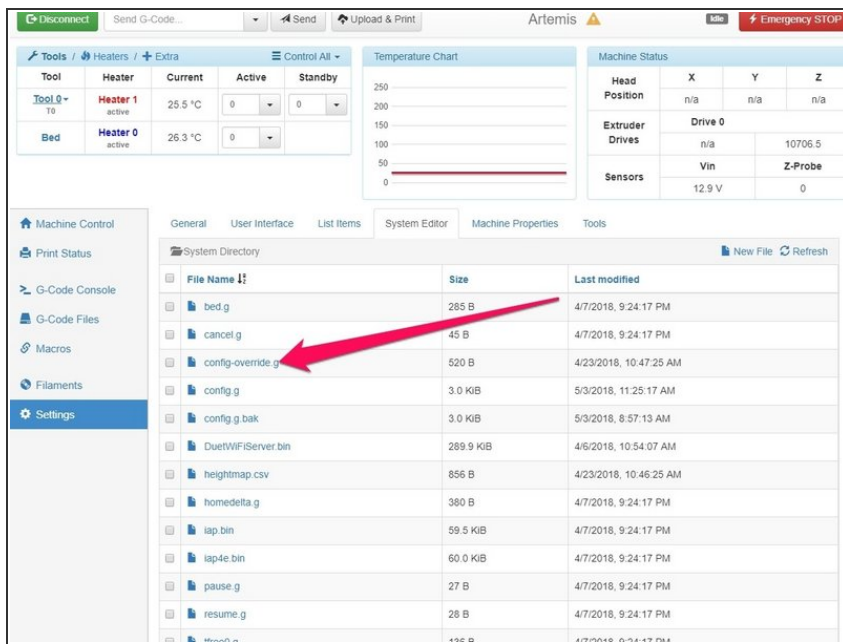 Disconnect Send G-Code... Send Upload & Print Artemis Idle Emergency STOP
Tools / Heaters / + Extra Control All Temperature Chart Machine Status
Tool Heater Current Active Standby
Tool 0 Heater 1 25.5 °C 0 0
T0 active
Bed Heater 0 26.3 °C 0
active
250
200
150
100
50
0
Head Position X Y Z
n/a n/a n/a
Extruder Drives Drive 0
n/a 10706.5
Sensors Vin Z-Probe
12.9 V 0
Machine Control
Print Status
G-Code Console
G-Code Files
Macros
Filaments
Settings
General User Interface List Items System Editor Machine Properties Tools
System Directory New File Refresh
File Name Size Last modified
bed.g 285 B 4/7/2018, 9:24:17 PM
cancel.g 45 B 4/7/2018, 9:24:17 PM
config-override.g 520 B 4/23/2018, 10:47:25 AM
config.g 3.0 KiB 5/3/2018, 11:25:17 AM
config.g.bak 3.0 KiB 5/3/2018, 8:57:13 AM
DuetWiFiServer.bin 289.9 KiB 4/6/2018, 10:54:07 AM
heightmap.csv 856 B 4/23/2018, 10:46:25 AM
homedelta.g 380 B 4/7/2018, 9:24:17 PM
iap.bin 59.5 KiB 4/7/2018, 9:24:17 PM
iap4e.bin 60.0 KiB 4/7/2018, 9:24:17 PM
pause.g 27 B 4/7/2018, 9:24:17 PM
resume.g 28 B 4/7/2018, 9:24:17 PM